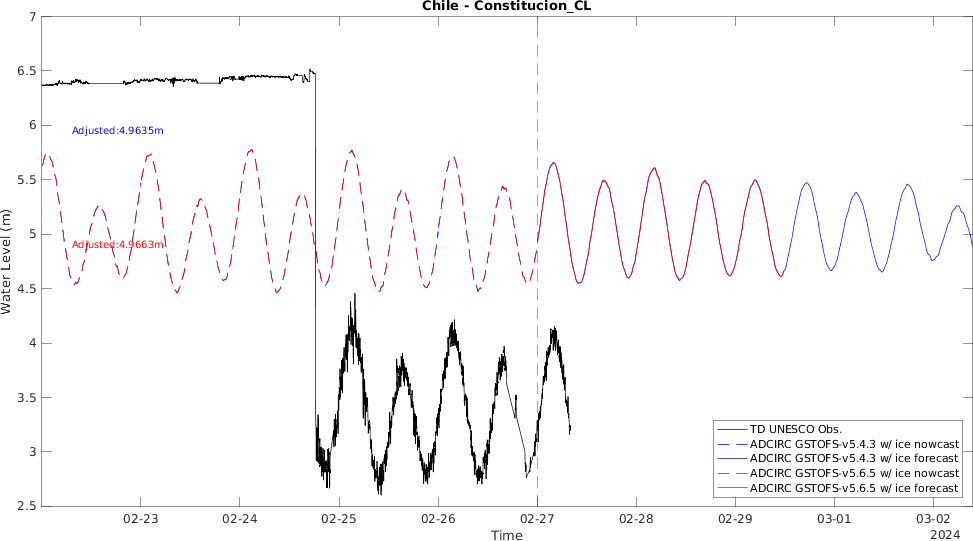 Chile - Constitucion_CL
7
6.5
6
5.5
5
4.5
4
3.5
3
2.5
Water Level (m)
Adjusted:4.9635m
Adjusted:4.9663m
TD UNESCO Obs.
ADCIRC GSTOFS-v5.4.3 w/ ice nowcast
ADCIRC GSTOFS-v5.4.3 w/ ice forecast
ADCIRC GSTOFS-v5.6.5 w/ ice nowcast
ADCIRC GSTOFS-v5.6.5 w/ ice forecast
02-23 02-24 02-25 02-26 02-27 02-28 02-29 03-01 03-02
Time
2024